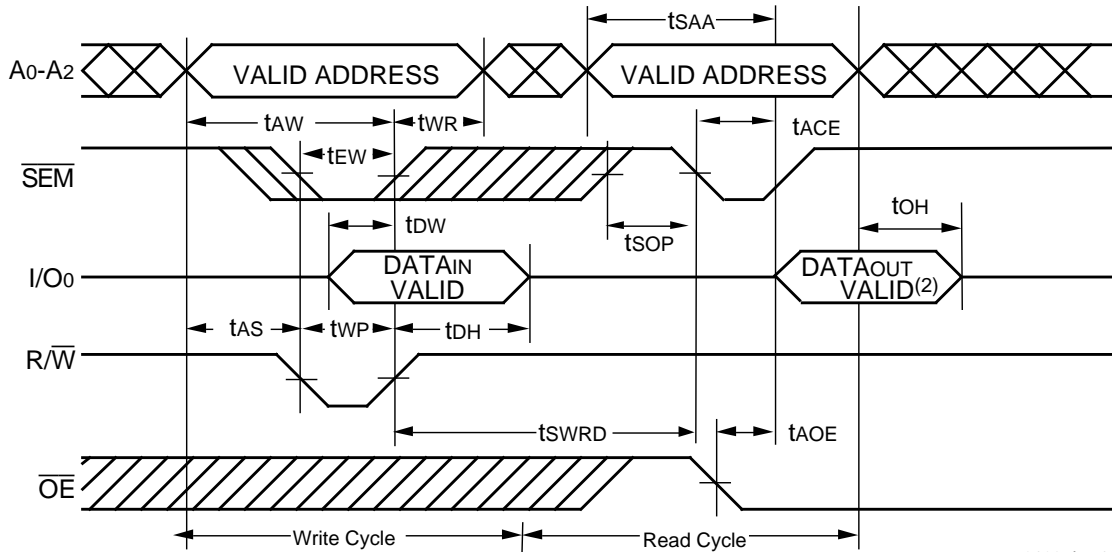 tSAA
A0-A2
VALID ADDRESS
VALID ADDRESS
tAW
tWR
tACE
tEW
SEM
tDW
tSOP
tOH
I/O0
DATAIN
VALID
DATAOUT
VALID(2)
tAS
tWP
tDH
R/W
tSWRD
tAOE
OE
Write Cycle
Read Cycle